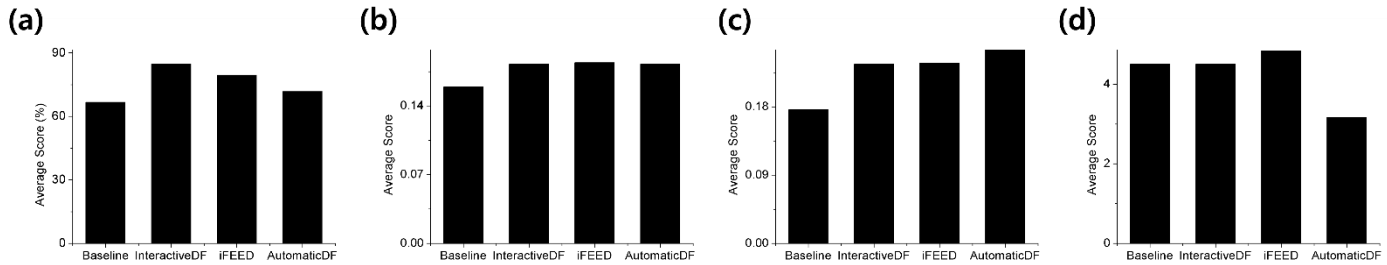 (a)
Average Score (%)
90
60
30
0
Baseline InteractiveDF iFEED AutomaticDF
(b)
Average Score
0.14
0.07
0.00
Baseline InteractiveDF iFEED AutomaticDF
(c)
Average Score
0.18
0.09
0.00
Baseline InteractiveDF iFEED AutomaticDF
(d)
Average Score
4
2
0
Baseline InteractiveDF iFEED AutomaticDF